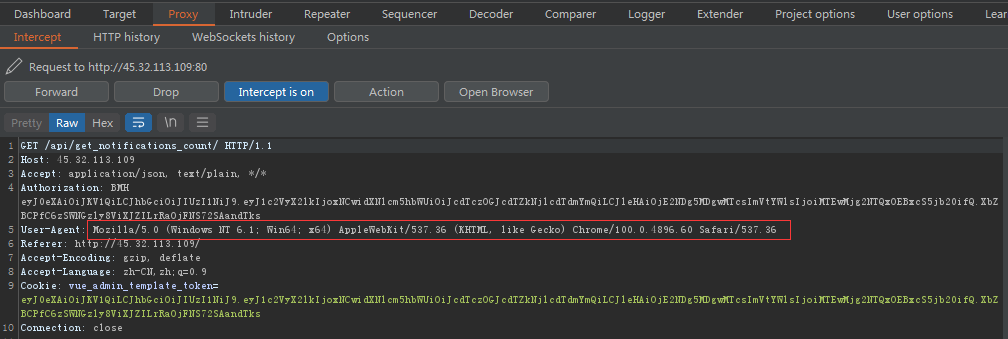 Dashboard Target Proxy Intruder Repeater Sequencer Decoder Comparer Logger Extender Project options User options Lear
Intercept HTTP history WebSockets history Options
Request to http://45.32.113.109:80
Forward Drop Intercept is on Action Open Browser
Pretty Raw Hex \n
1 GET /api/get_notifications_count/ HTTP/1.1
2 Host: 45.32.113.109
3 Accept: application/json, text/plain, */*
4 Authorization: BMH
5 User-Agent: Mozilla/5.0 (Windows NT 6.1; Win64; x64) AppleWebKit/537.36 (KHTML, like Gecko) Chrome/100.0.4896.60 Safari/537.36
6 Referer: http://45.32.113.109/
7 Accept-Encoding: gzip, deflate
8 Accept-Language: zh-CN,zh;q=0.9
9 Cookie: vue_admin_template_token=
10 Connection: close